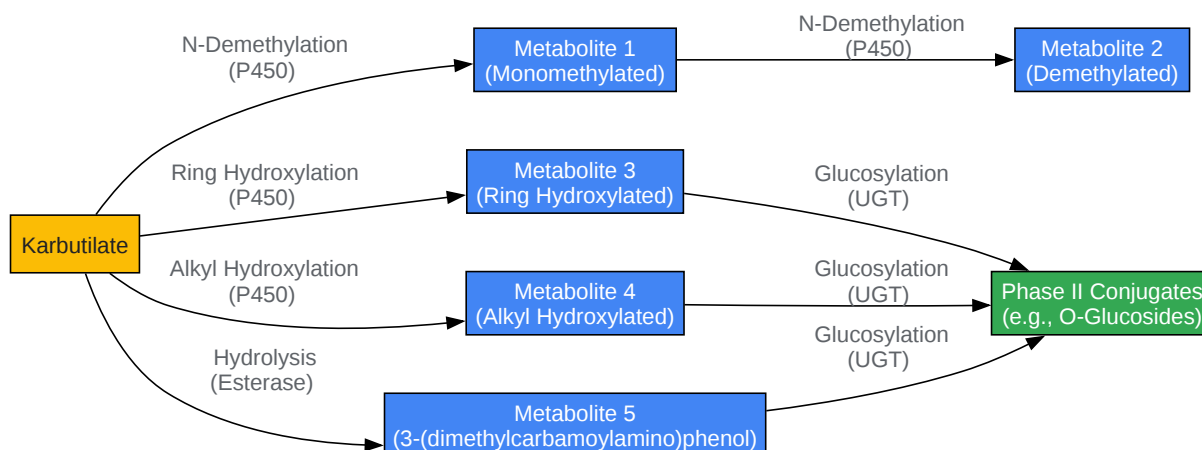 N-Demethylation
(P450)
Metabolite 1
(Monomethylated)
N-Demethylation
(P450)
Metabolite 2
(Demethylated)
Ring Hydroxylation
(P450)
Metabolite 3
(Ring Hydroxylated)
Glucosylation
(UGT)
Karbutilate
Alkyl Hydroxylation
(P450)
Metabolite 4
(Alkyl Hydroxylated)
Glucosylation
(UGT)
Phase II Conjugates
(e.g., O-Glucosides)
Hydrolysis
(Esterase)
Metabolite 5
(3-(dimethylcarbamoylamino)phenol)
Glucosylation
(UGT)